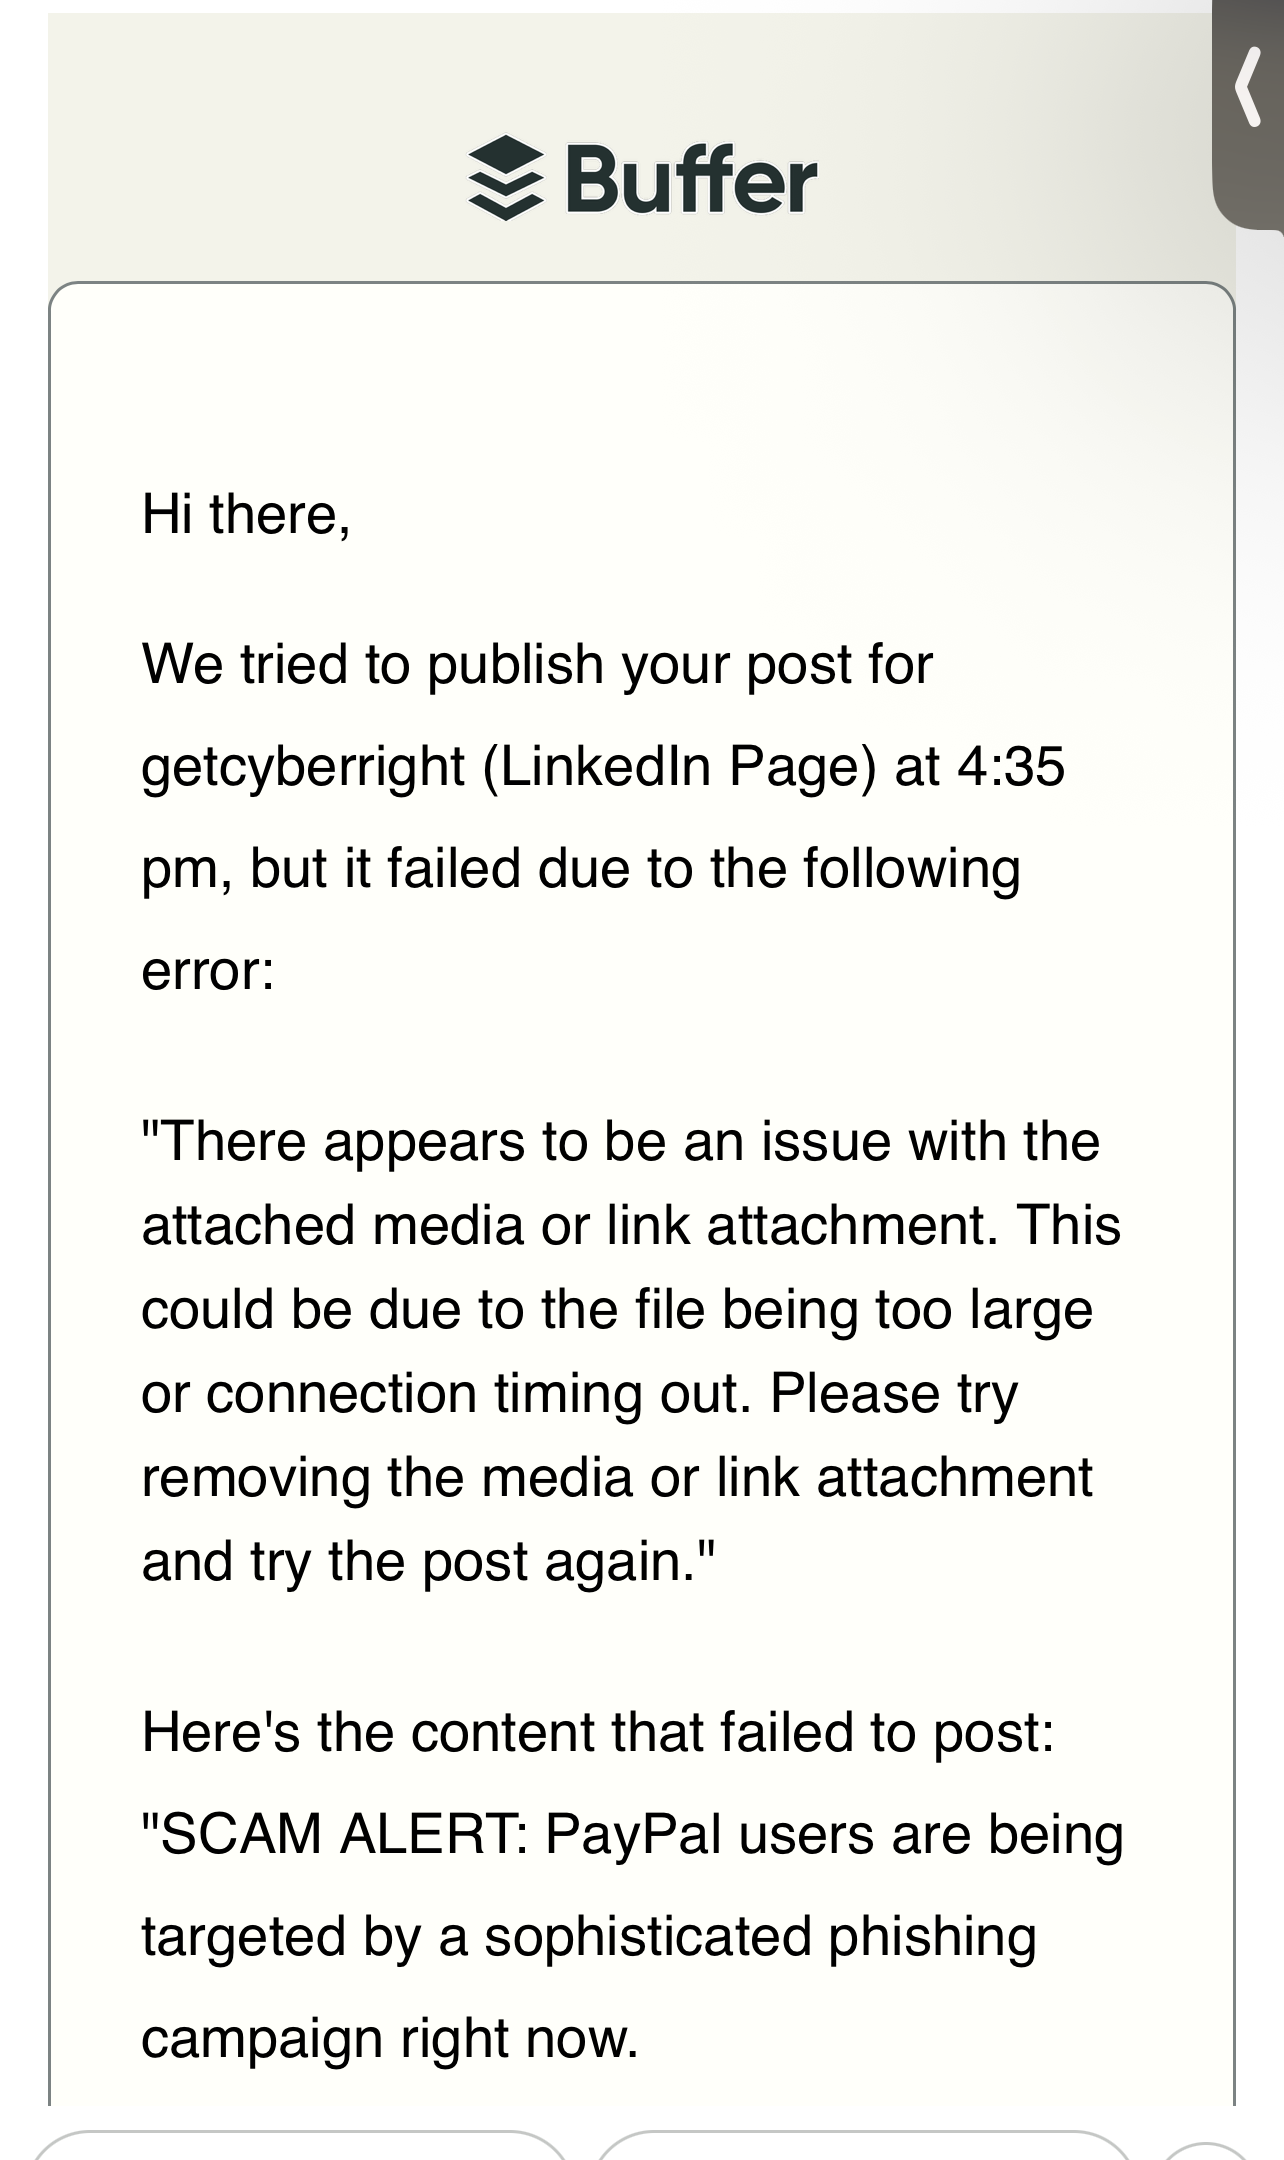 Buffer
Hi there,
We tried to publish your post for
getcyberright (LinkedIn Page) at 4:35
pm, but it failed due to the following
error:
"There appears to be an issue with the
attached media or link attachment. This
could be due to the file being too large
or connection timing out. Please try
removing the media or link attachment
and try the post again."
Here's the content that failed to post:
"SCAM ALERT: PayPal users are being
targeted by a sophisticated phishing
campaign right now.